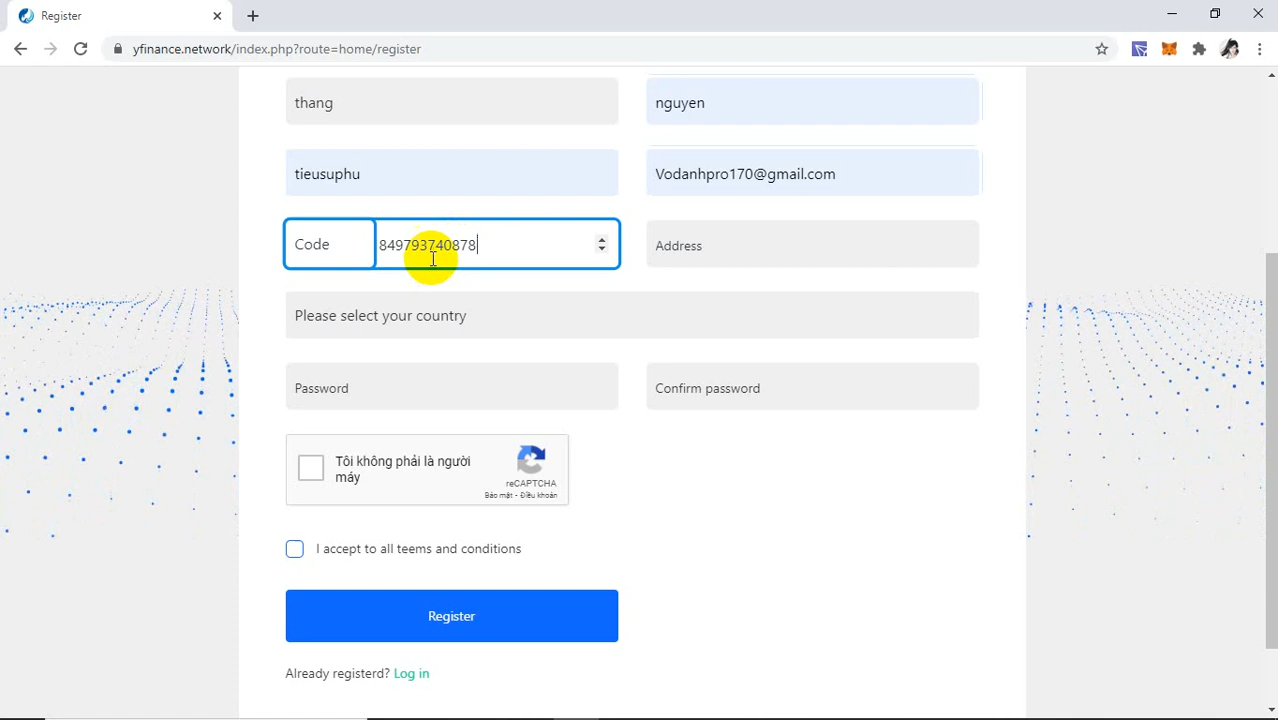 Register
yfinance.network/index.php?route=home/register
thang
nguyen
tieusuphu
Vodanhpro170@gmail.com
Code
849793740878
Address
Please select your country
Password
Confirm password
Tôi không phải là người
máy
reCAPTCHA
Bảo mật - Điều khoản
I accept to all teems and conditions
Register
Already registerd? Log in